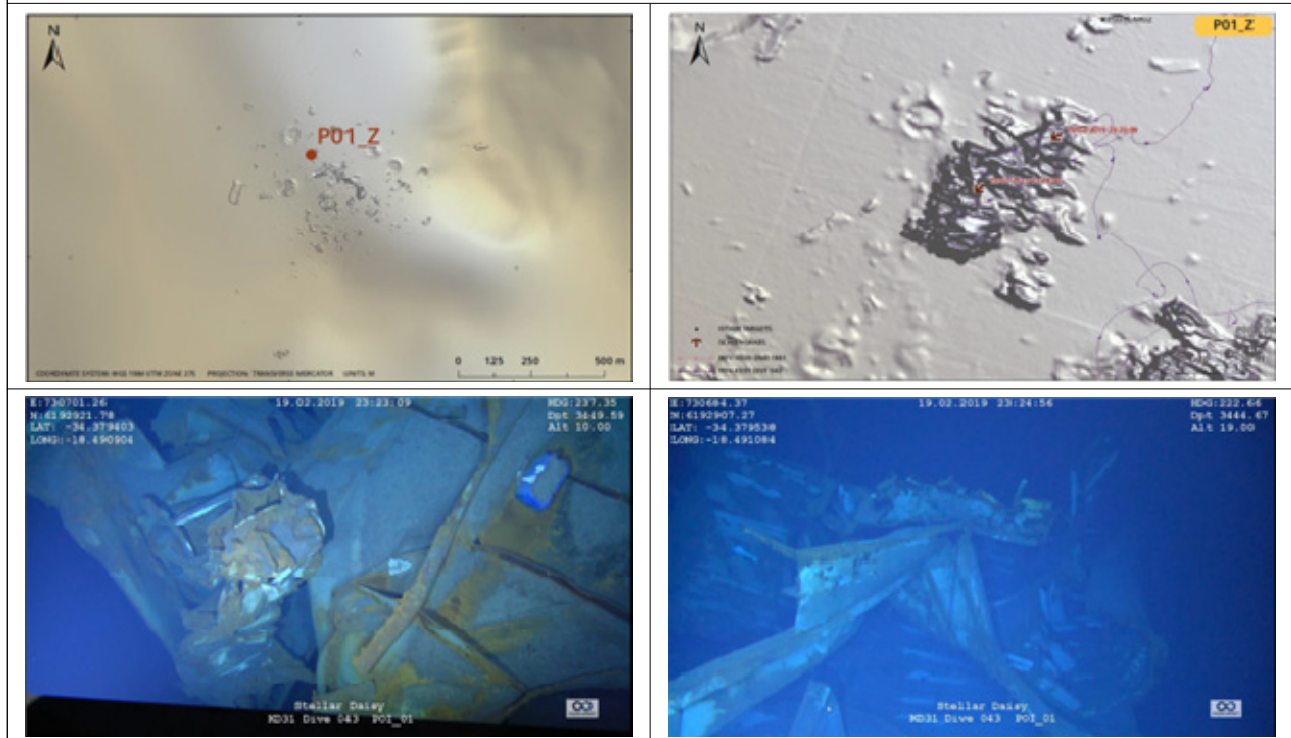 N
P01_Z
0 125 250 500 m
COORDINATE SYSTEM: WGS 1984 UTM ZONE 27S PROJECTION: TRANSVERSE MERCATOR UNITS: M
N
P01_Z
OTHER TARGETS
E:730701.26
N:6192921.78
LAT: -34.379403
LONG:-18.490904
19.02.2019 23:23:09
HDG:237.35
Dpt 3449.59
Alt 10.00
Stellar Daisy
MD31 Dive 043 POI_01
E:730684.37
N:6192907.27
LAT: -34.379538
LONG:-18.491084
19.02.2019 23:24:56
HDG:222.64
Dpt 3444.67
Alt 19.00
Stellar Daisy
MD31 Dive 043 POI_01